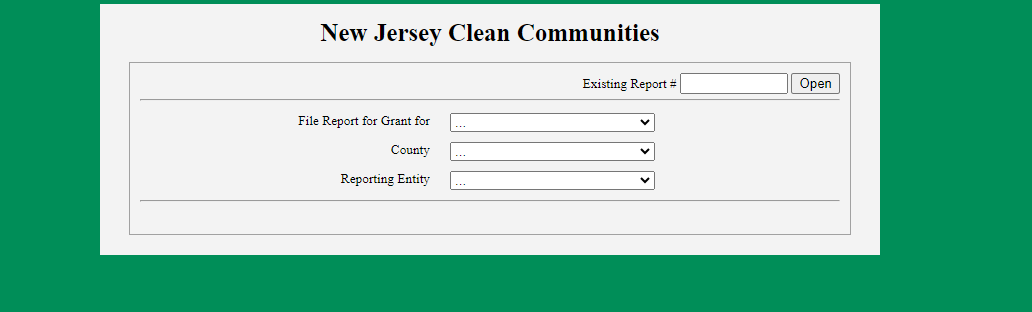 New Jersey Clean Communities
Existing Report # Open
File Report for Grant for ...
County ...
Reporting Entity ...